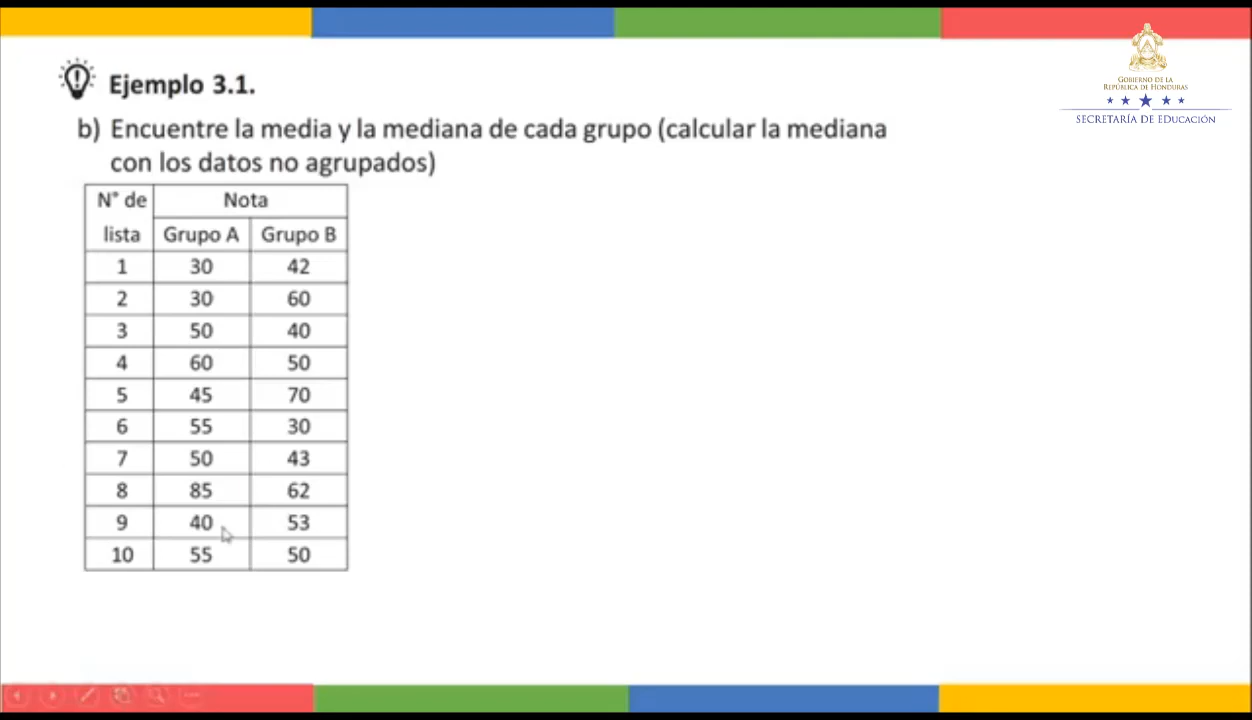 Ejemplo 3.1.
GOBIERNO DE LA
REPÚBLICA DE HONDURAS
SECRETARÍA DE EDUCACIÓN
b) Encuentre la media y la mediana de cada grupo (calcular la mediana
con los datos no agrupados)
N° de lista Nota
Grupo A Grupo B
1 30 42
2 30 60
3 50 40
4 60 50
5 45 70
6 55 30
7 50 43
8 85 62
9 40 53
10 55 50